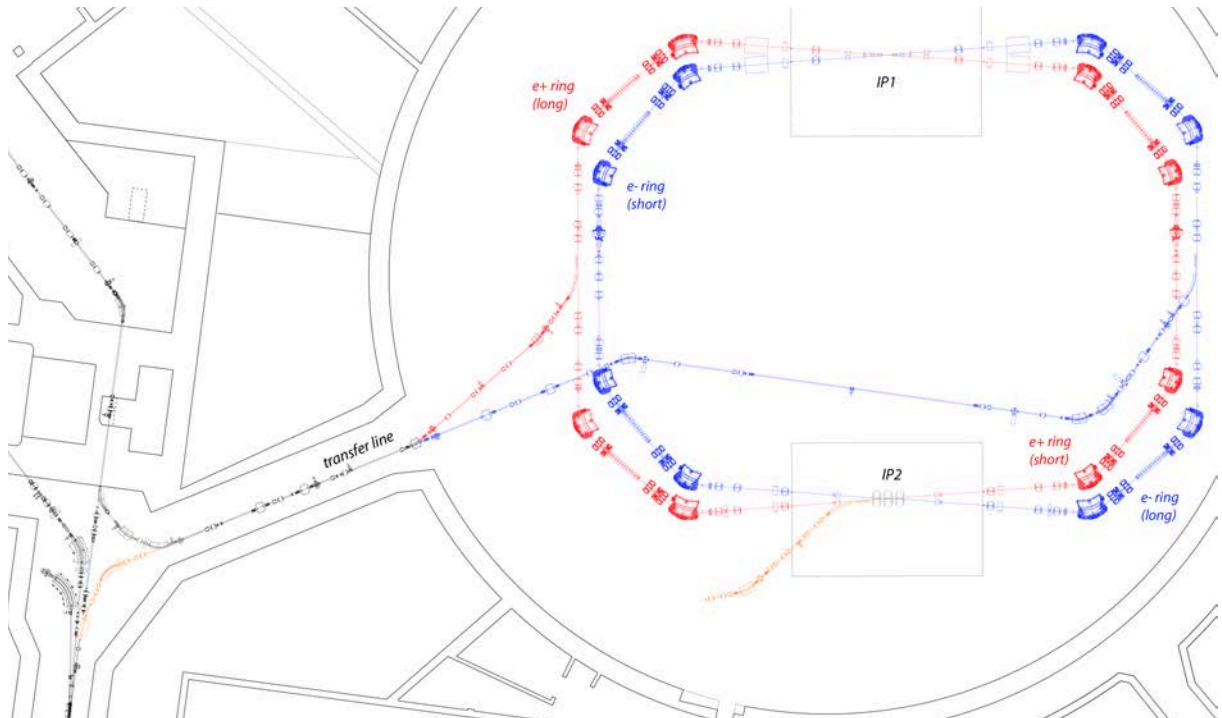 IP1
e+ ring
(long)
e- ring
(short)
transfer line
e+ ring
(short)
IP2
e- ring
(long)